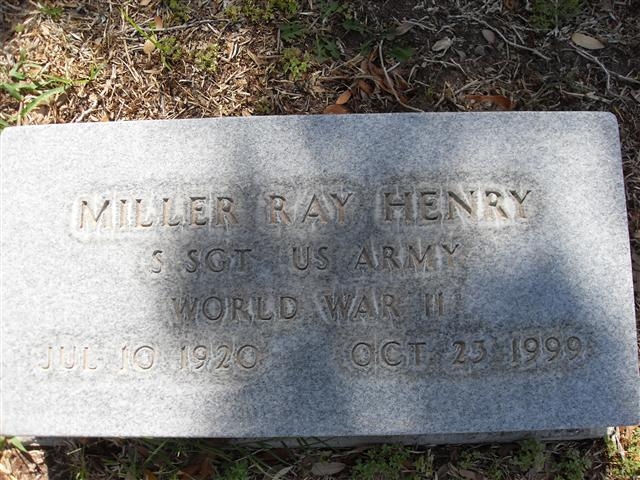 MILLER RAY HENRY
S SGT US ARMY
WORLD WAR II
JUL 10 1920 OCT 23 1999